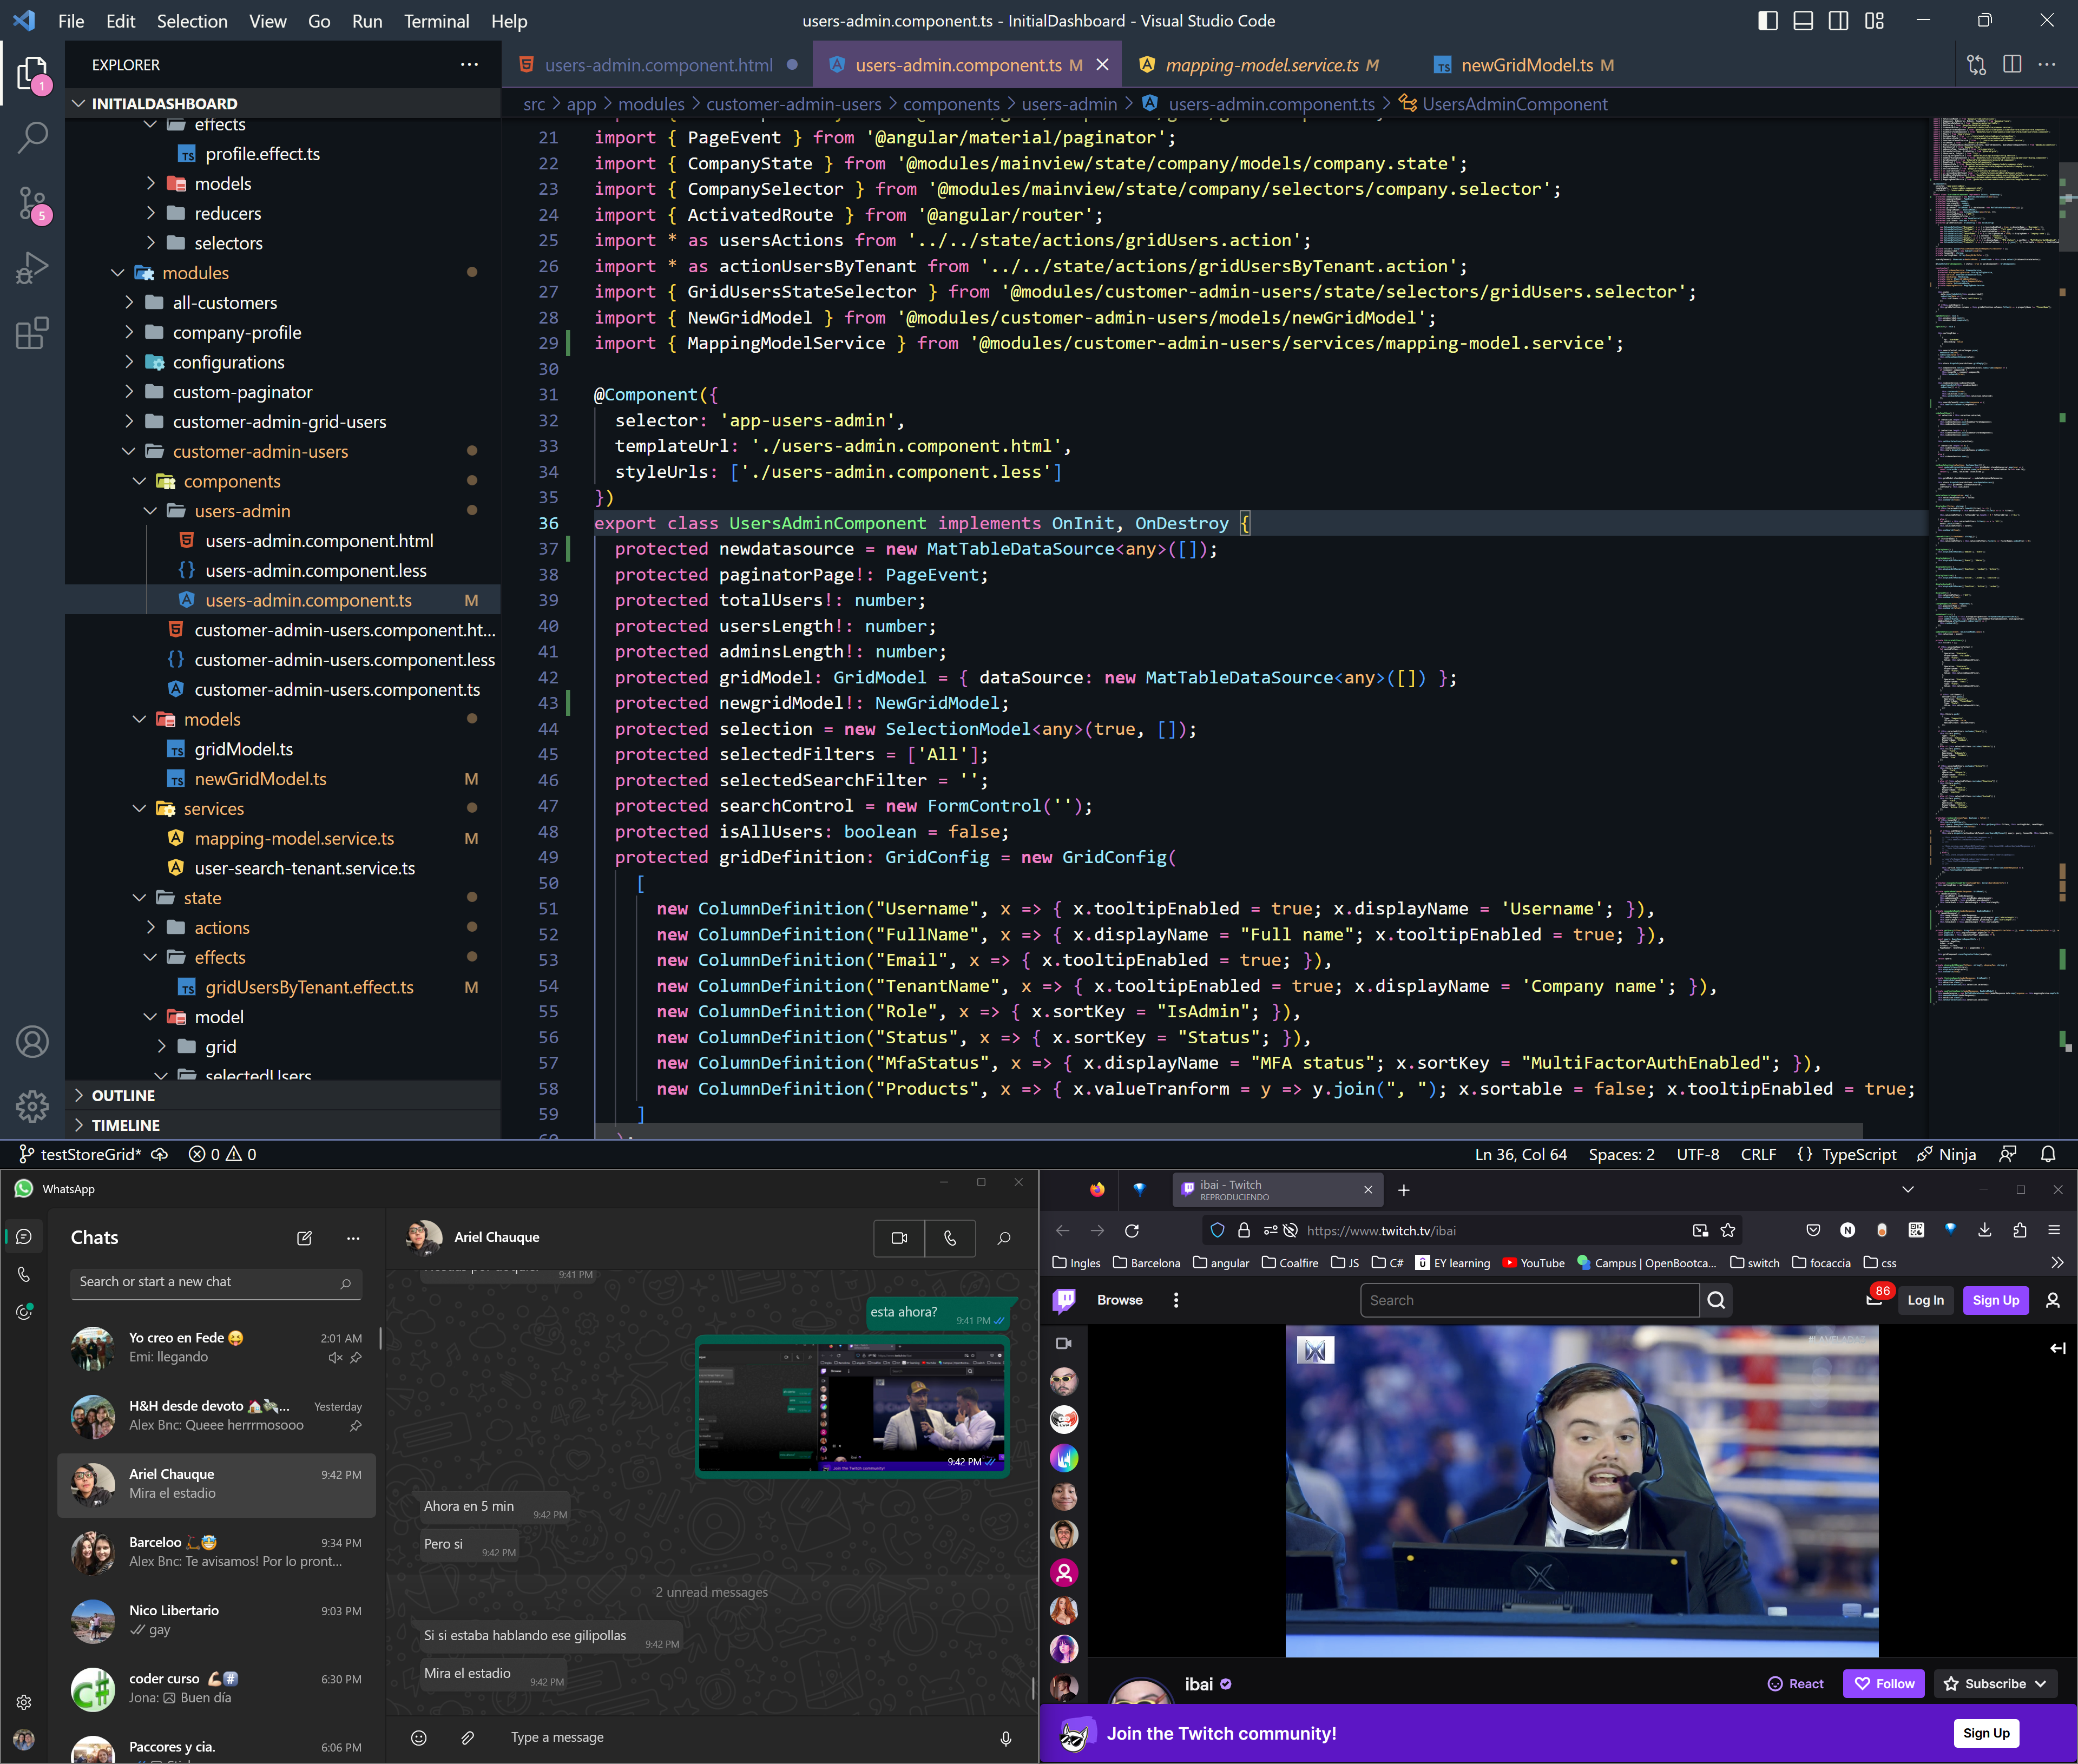 File Edit Selection View Go Run Terminal Help
users-admin.component.ts - InitialDashboard - Visual Studio Code
EXPLORER
users-admin.component.html
users-admin.component.ts M
mapping-model.service.ts M
TS newGridModel.ts M
src > app > modules > customer-admin-users > components > users-admin > users-admin.component.ts > UsersAdminComponent
1
5
INITIALDASHBOARD
effects
TS profile.effect.ts
models
reducers
selectors
modules
all-customers
company-profile
configurations
custom-paginator
customer-admin-grid-users
customer-admin-users
components
users-admin
users-admin.component.html
users-admin.component.less
users-admin.component.ts M
customer-admin-users.component.ht...
customer-admin-users.component.less
customer-admin-users.component.ts
models
TS gridModel.ts
TS newGridModel.ts M
services
mapping-model.service.ts M
user-search-tenant.service.ts
state
actions
effects
TS gridUsersByTenant.effect.ts M
model
grid
selectedUsers
OUTLINE
TIMELINE
21 import { PageEvent } from '@angular/material/paginator';
22 import { CompanyState } from '@modules/mainview/state/company/models/company.state';
23 import { CompanySelector } from '@modules/mainview/state/company/selectors/company.selector';
24 import { ActivatedRoute } from '@angular/router';
25 import * as usersActions from '../../state/actions/gridUsers.action';
26 import * as actionUsersByTenant from '../../state/actions/gridUsersByTenant.action';
27 import { GridUsersStateSelector } from '@modules/customer-admin-users/state/selectors/gridUsers.selector';
28 import { NewGridModel } from '@modules/customer-admin-users/models/newGridModel';
29 import { MappingModelService } from '@modules/customer-admin-users/services/mapping-model.service';
30
31 @Component({
32 selector: 'app-users-admin',
33 templateUrl: './users-admin.component.html',
34 styleUrls: ['./users-admin.component.less']
35 })
36 export class UsersAdminComponent implements OnInit, OnDestroy {
37 protected newdatasource = new MatTableDataSource<any>([]);
38 protected paginatorPage!: PageEvent;
39 protected totalUsers!: number;
40 protected usersLength!: number;
41 protected adminsLength!: number;
42 protected gridModel: GridModel = { dataSource: new MatTableDataSource<any>([]) };
43 protected newgridModel!: NewGridModel;
44 protected selection = new SelectionModel<any>(true, []);
45 protected selectedFilters = ['All'];
46 protected selectedSearchFilter = '';
47 protected searchControl = new FormControl('');
48 protected isAllUsers: boolean = false;
49 protected gridDefinition: GridConfig = new GridConfig(
50 [
51 new ColumnDefinition("Username", x => { x.tooltipEnabled = true; x.displayName = 'Username'; }),
52 new ColumnDefinition("FullName", x => { x.displayName = "Full name"; x.tooltipEnabled = true; }),
53 new ColumnDefinition("Email", x => { x.tooltipEnabled = true; }),
54 new ColumnDefinition("TenantName", x => { x.tooltipEnabled = true; x.displayName = 'Company name'; }),
55 new ColumnDefinition("Role", x => { x.sortKey = "IsAdmin"; }),
56 new ColumnDefinition("Status", x => { x.sortKey = "Status"; }),
57 new ColumnDefinition("MfaStatus", x => { x.displayName = "MFA status"; x.sortKey = "MultiFactorAuthEnabled"; }),
58 new ColumnDefinition("Products", x => { x.valueTranform = y => y.join(", "); x.sortable = false; x.tooltipEnabled = true;
59 ]
testStoreGrid* 0 0
Ln 36, Col 64 Spaces: 2 UTF-8 CRLF {} TypeScript Ninja
WhatsApp
Chats
Search or start a new chat
Yo creo en Fede 😝 2:01 AM
Emi: llegando
H&H desde devoto 🏠💸... Yesterday
Alex Bnc: Queee herrrmosooo
Ariel Chauque 9:42 PM
Mira el estadio
Barceloo 9:34 PM
Alex Bnc: Te avisamos! Por lo pront...
Nico Libertario 9:03 PM
gay
coder curso 💪#️⃣ 6:30 PM
Jona: Buen día
Paccores y cia. 6:06 PM
Ariel Chauque
9:41 PM
esta ahora? 9:41 PM
9:42 PM
Ahora en 5 min 9:42 PM
Pero si 9:42 PM
2 unread messages
Si si estaba hablando ese gilipollas 9:42 PM
Mira el estadio 9:42 PM
Type a message
ibai - Twitch
REPRODUCIENDO
https://www.twitch.tv/ibai
Ingles Barcelona angular Coalfire JS C# EY learning YouTube Campus | OpenBootca... switch focaccia css
Browse
Search
86
Log In
Sign Up
ibai
React
Follow
Subscribe
Join the Twitch community!
Sign Up